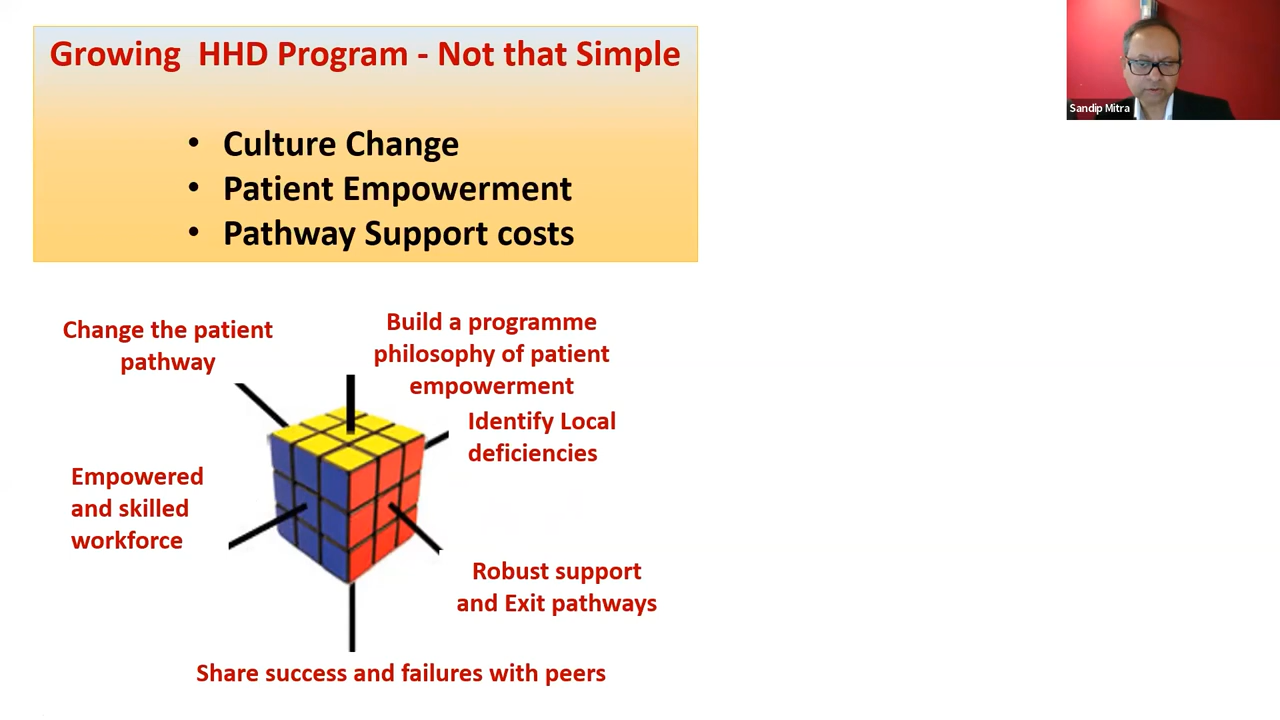 Growing HHD Program - Not that Simple
• Culture Change
• Patient Empowerment
• Pathway Support costs
Sandip Mitra
Change the patient
pathway
Build a programme
philosophy of patient
empowerment
Identify Local
deficiencies
Empowered
and skilled
workforce
Robust support
and Exit pathways
Share success and failures with peers